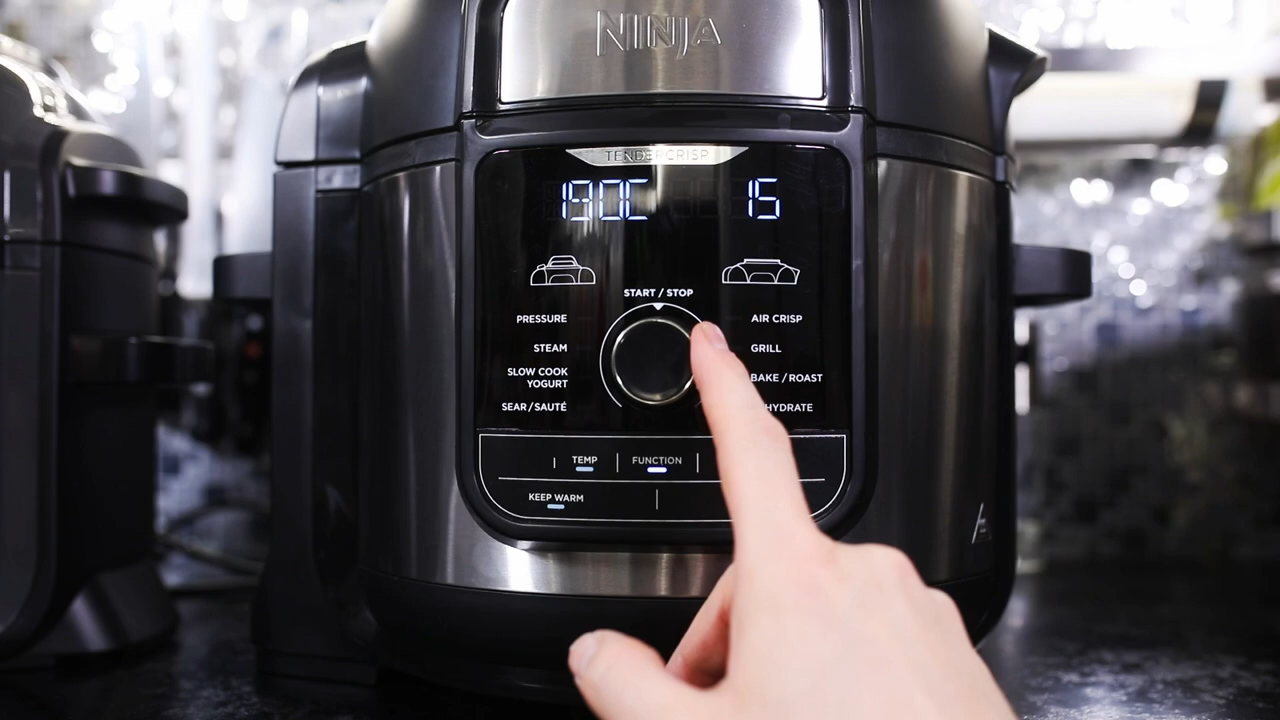 NINJA
TENDERCRISP
190C 15
START / STOP
PRESSURE
AIR CRISP
STEAM
GRILL
SLOW COOK
YOGURT
BAKE / ROAST
SEAR / SAUTÉ
HYDRATE
TEMP
FUNCTION
KEEP WARM